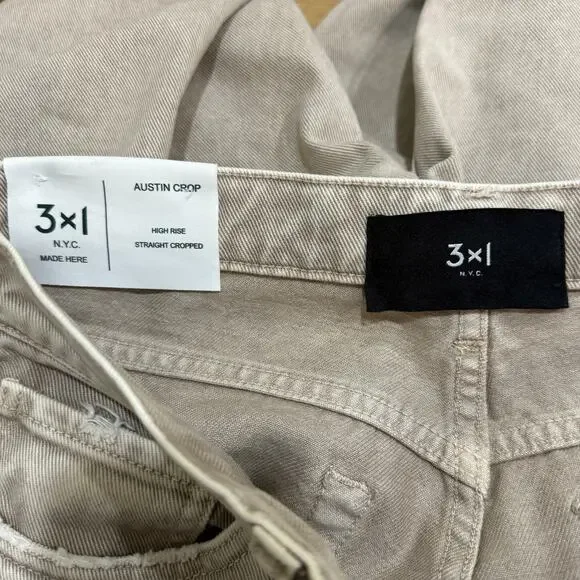 3×1
N.Y.C.
MADE HERE
AUSTIN CROP
HIGH RISE
STRAIGHT CROPPED
3×1
N.Y.C.